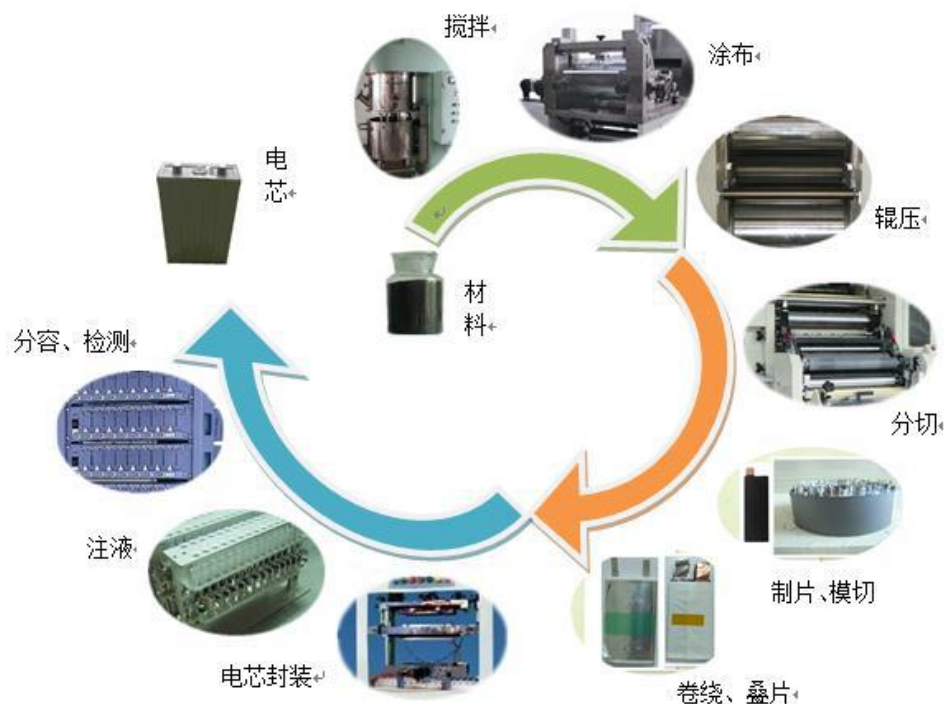 搅拌
涂布
辊压
分切
制片、模切
卷绕、叠片
电芯封装
注液
分容、检测
电
芯
材
料